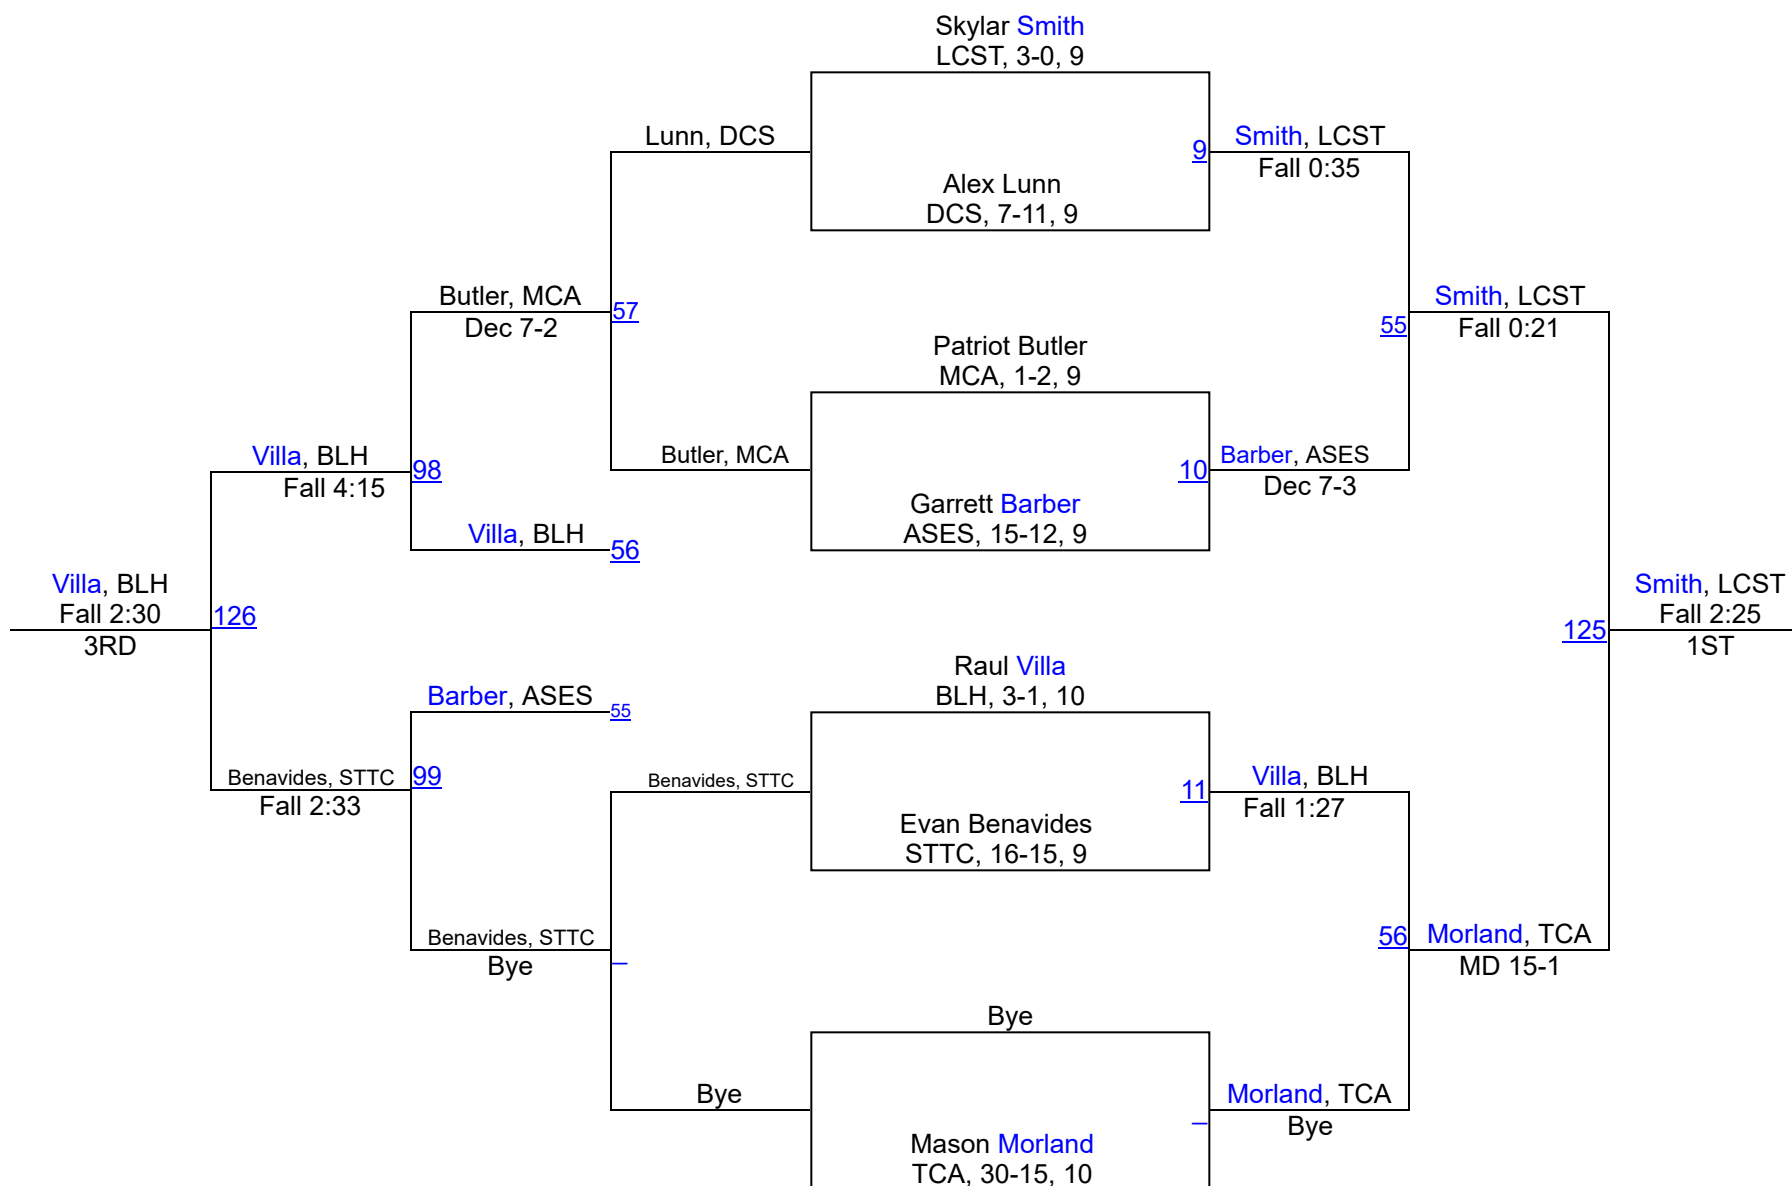 Skylar Smith
LCST, 3-0, 9
Lunn, DCS
9
Smith, LCST
Fall 0:35
Alex Lunn
DCS, 7-11, 9
Butler, MCA
Dec 7-2
57
Smith, LCST
Fall 0:21
55
Patriot Butler
MCA, 1-2, 9
Villa, BLH
Fall 4:15
98
Butler, MCA
10
Barber, ASES
Dec 7-3
Garrett Barber
ASES, 15-12, 9
Villa, BLH
56
Villa, BLH
Fall 2:30
3RD
126
125
Smith, LCST
Fall 2:25
1ST
Raul Villa
BLH, 3-1, 10
Barber, ASES
55
Benavides, STTC
Fall 2:33
99
Benavides, STTC
11
Villa, BLH
Fall 1:27
Evan Benavides
STTC, 16-15, 9
Benavides, STTC
Bye
56
Morland, TCA
MD 15-1
Bye
Bye
Morland, TCA
Bye
Mason Morland
TCA, 30-15, 10